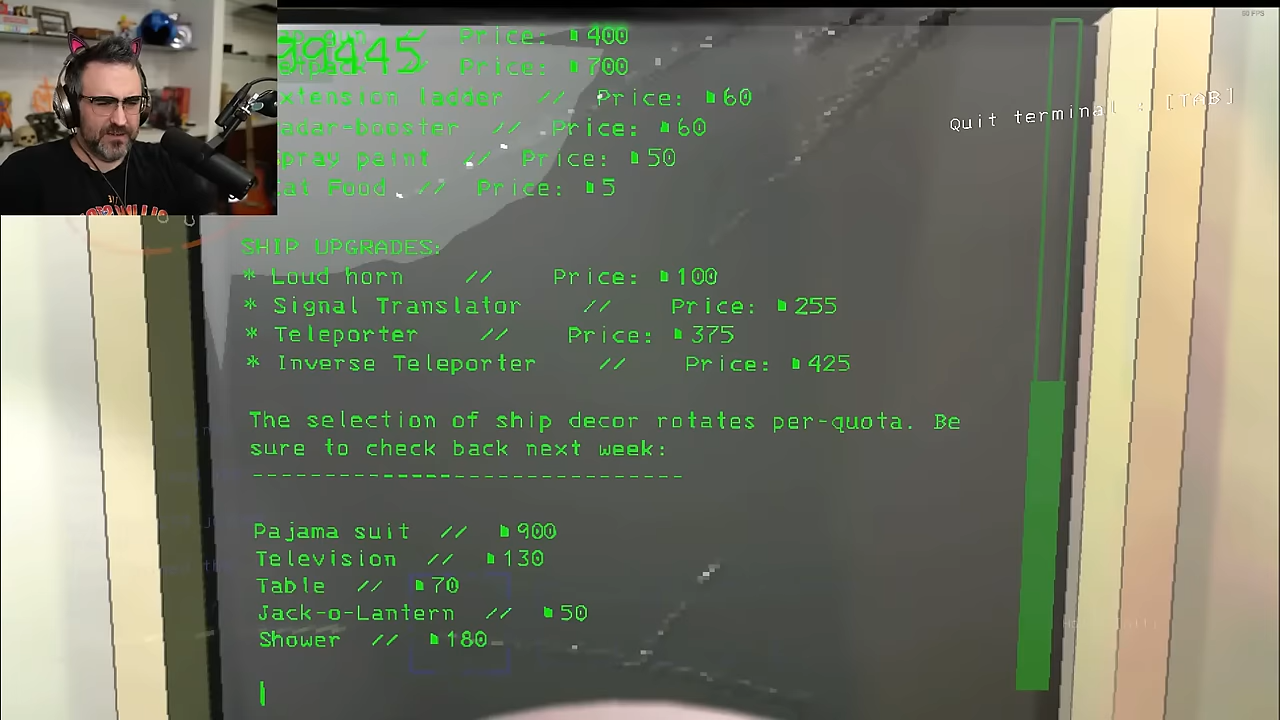 99445
Price: 400
Price: 700
xtension ladder // Price: 60
adar-booster // Price: 60
pray paint // Price: 50
Cat Food // Price: 5
Quit terminal : [TAB]
SHIP UPGRADES:
* Loud horn // Price: 100
* Signal Translator // Price: 255
* Teleporter // Price: 375
* Inverse Teleporter // Price: 425
The selection of ship decor rotates per-quota. Be
sure to check back next week:
-------------------------------
Pajama suit // 900
Television // 130
Table // 70
Jack-o-Lantern // 50
Shower // 180